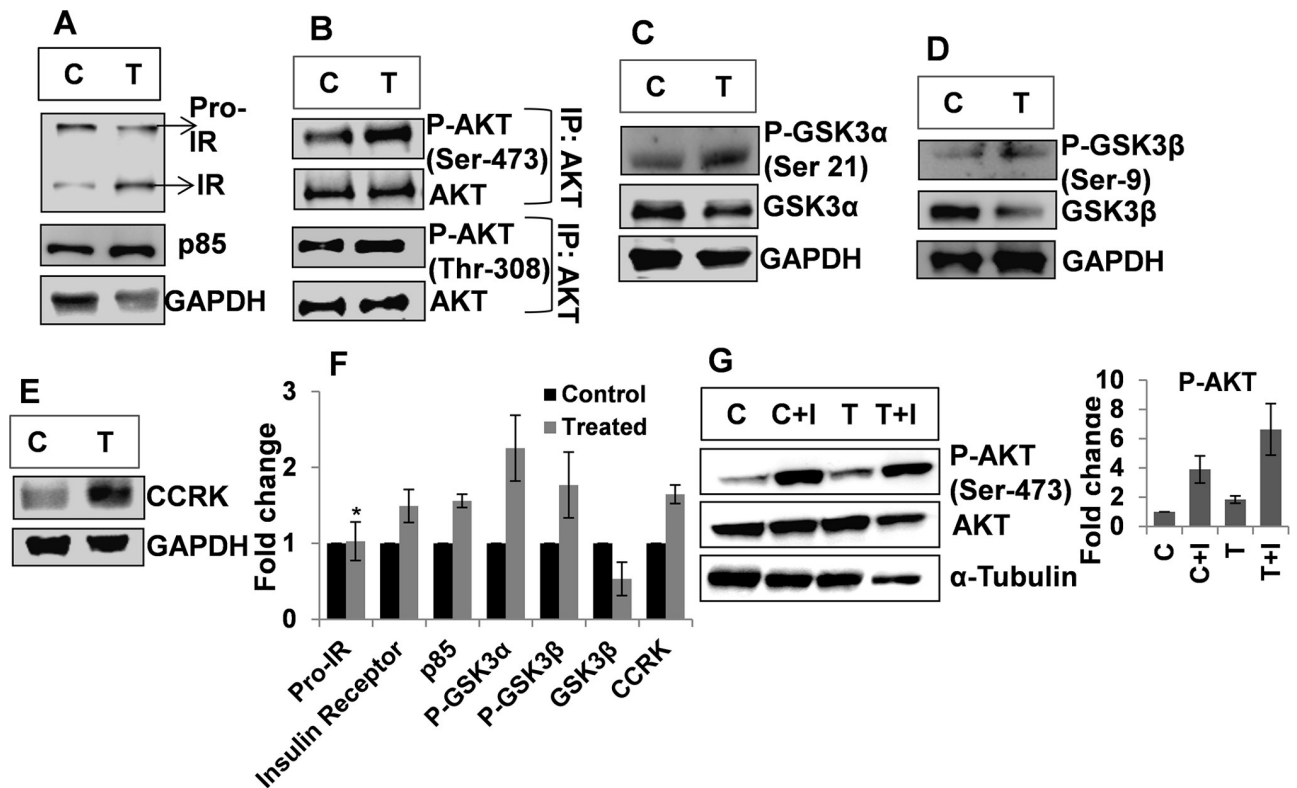 A
C T
Pro-
IR
IR
p85
GAPDH
B
C T
P-AKT
(Ser-473)
AKT
IP: AKT
P-AKT
(Thr-308)
AKT
IP: AKT
C
C T
P-GSK3α
(Ser 21)
GSK3α
GAPDH
D
C T
P-GSK3β
(Ser-9)
GSK3β
GAPDH
E
C T
CCRK
GAPDH
F
Fold change
3
2
1
0
Control
Treated
*
Pro-IR
Insulin Receptor
p85
P-GSK3α
P-GSK3β
GSK3β
CCRK
G
C C+I T T+I
P-AKT
(Ser-473)
AKT
α-Tubulin
P-AKT
Fold change
10
8
6
4
2
0
C
C+I
T
T+I